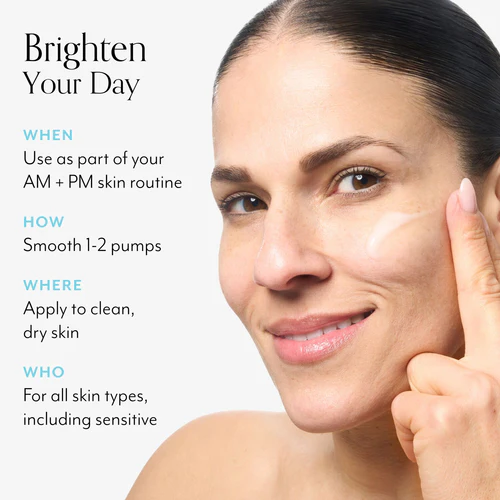 Brighten
Your Day
WHEN
Use as part of your
AM + PM skin routine
HOW
Smooth 1-2 pumps
WHERE
Apply to clean,
dry skin
WHO
For all skin types,
including sensitive